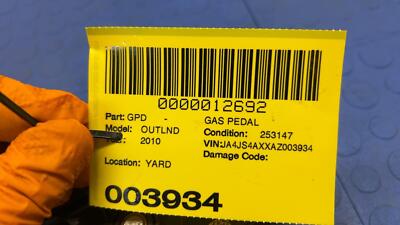 0000012692
Part: GPD - GAS PEDAL
Model: OUTLND Condition: 253147
2010 VIN:JA4JS4AXXAZ003934
Damage Code:
Location: YARD
003934